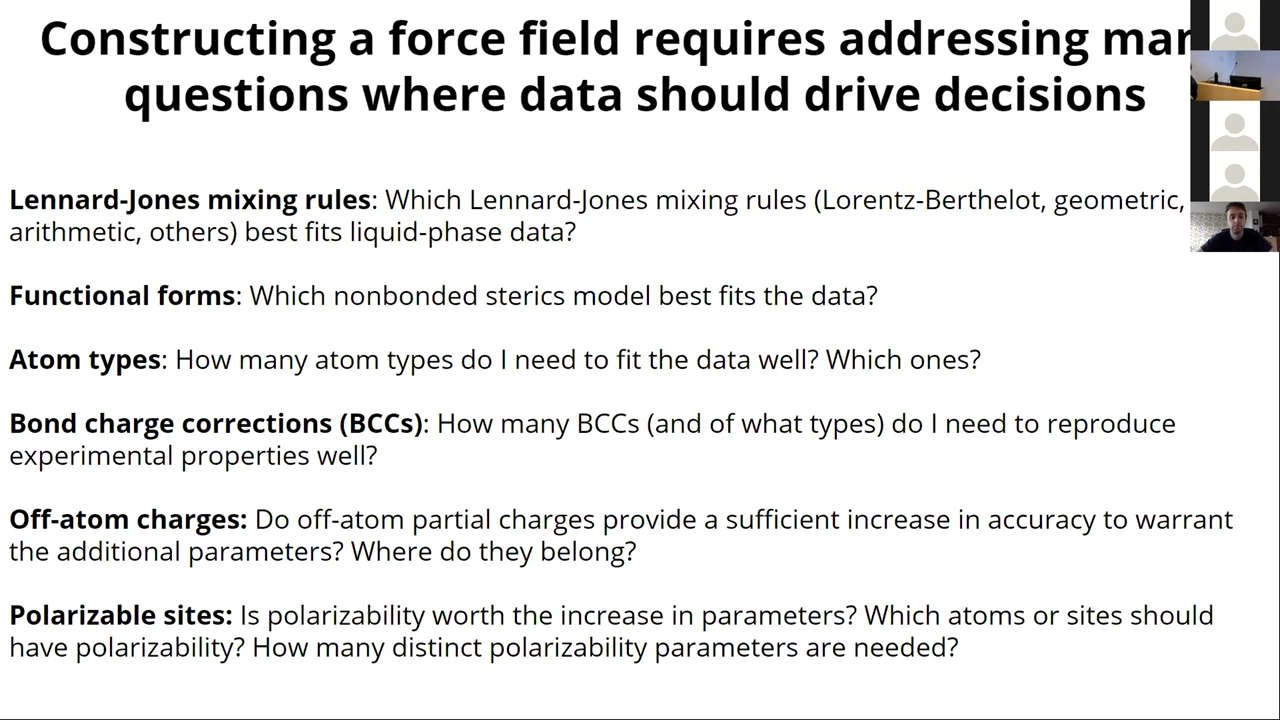 Constructing a force field requires addressing
questions where data should drive decisions
Lennard-Jones mixing rules: Which Lennard-Jones mixing rules (Lorentz-Berthelot, geometric,
arithmetic, others) best fits liquid-phase data?
Functional forms: Which nonbonded sterics model best fits the data?
Atom types: How many atom types do I need to fit the data well? Which ones?
Bond charge corrections (BCCs): How many BCCs (and of what types) do I need to reproduce
experimental properties well?
Off-atom charges: Do off-atom partial charges provide a sufficient increase in accuracy to warrant
the additional parameters? Where do they belong?
Polarizable sites: Is polarizability worth the increase in parameters? Which atoms or sites should
have polarizability? How many distinct polarizability parameters are needed?